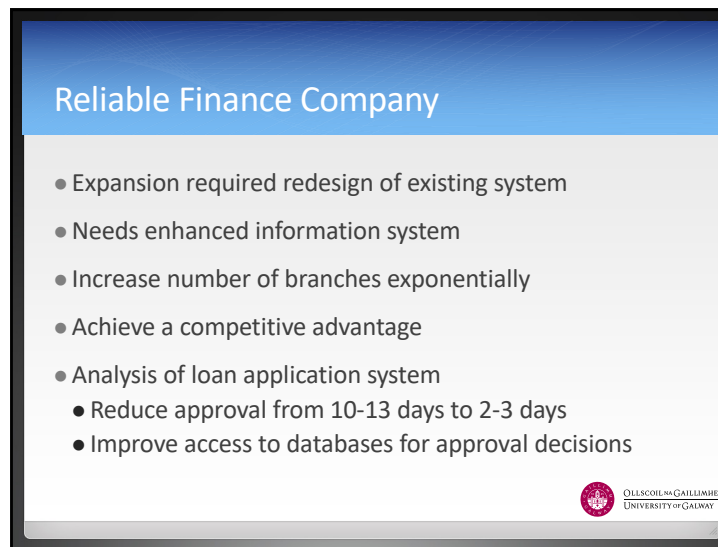 Reliable Finance Company
● Expansion required redesign of existing system
● Needs enhanced information system
● Increase number of branches exponentially
● Achieve a competitive advantage
● Analysis of loan application system
● Reduce approval from 10-13 days to 2-3 days
● Improve access to databases for approval decisions
OLLSCOIL NA GAILLIMHE
UNIVERSITY OF GALWAY